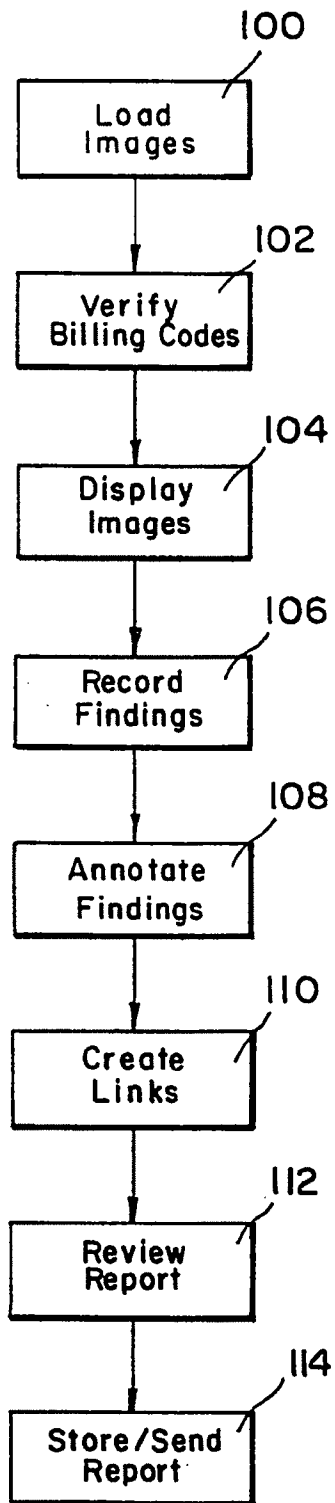 100
Load
Images
102
Verify
Billing Codes
104
Display
Images
106
Record
Findings
108
Annotate
Findings
110
Create
Links
112
Review
Report
114
Store/Send
Report